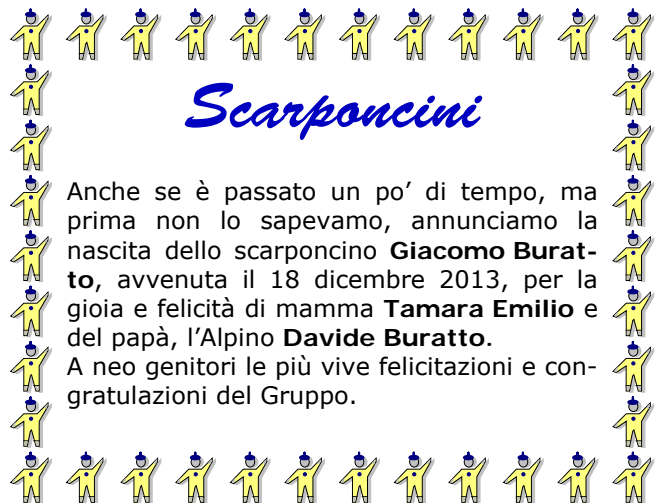 Scarponcini
Anche se è passato un po’ di tempo, ma
prima non lo sapevamo, annunciamo la
nascita dello scarponcino Giacomo Burat-
to, avvenuta il 18 dicembre 2013, per la
gioia e felicità di mamma Tamara Emilio e
del papà, l’Alpino Davide Buratto.
A neo genitori le più vive felicitazioni e con-
gratulazioni del Gruppo.